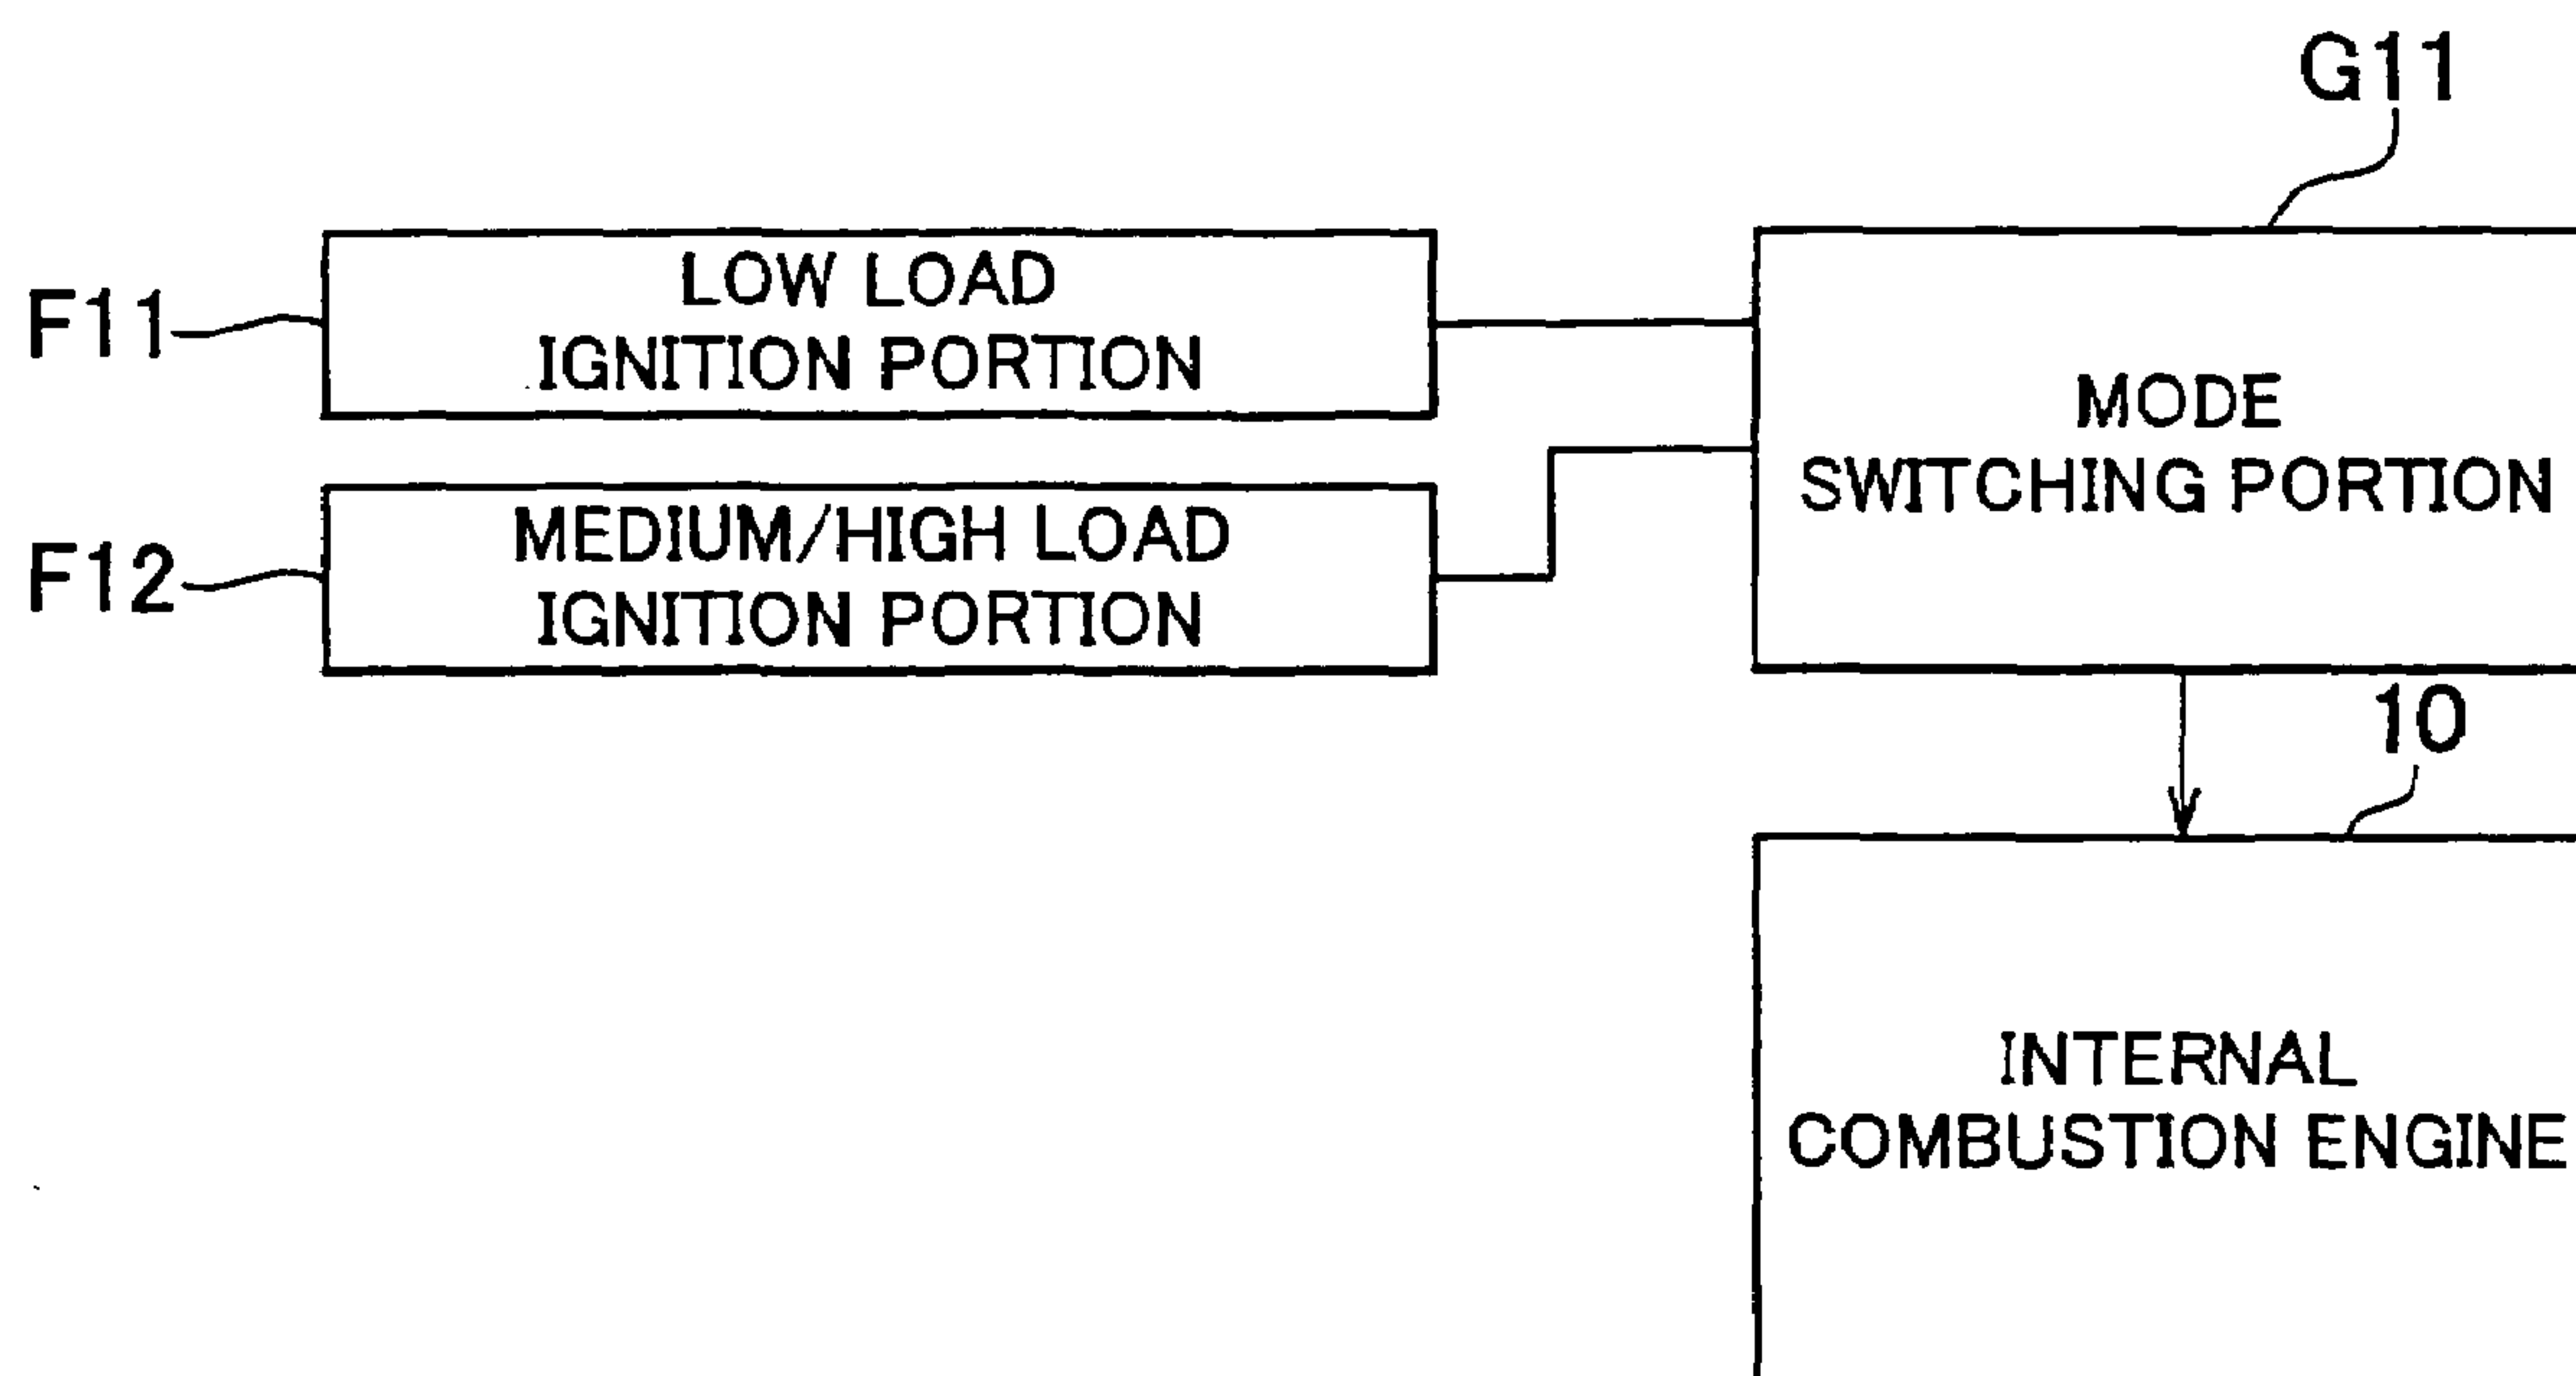 G11
F11
LOW LOAD
IGNITION PORTION
MODE
SWITCHING PORTION
F12
MEDIUM/HIGH LOAD
IGNITION PORTION
10
INTERNAL
COMBUSTION ENGINE